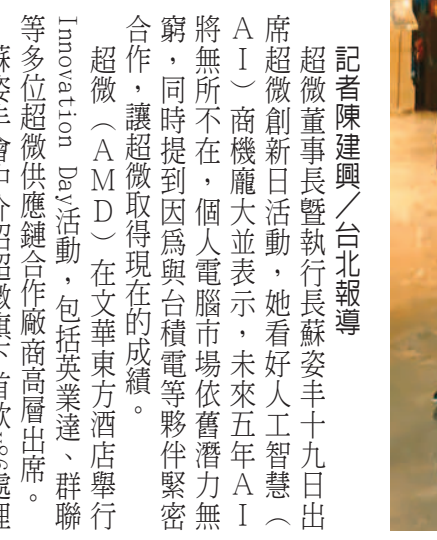 記者陳建興／台北報導
超微董事長暨執行長蘇姿丰十九日出
席超微創新日活動，她看好人工智慧（
ＡＩ）商機龐大並表示，未來五年ＡＩ
將無所不在，個人電腦市場依舊潛力無
窮，同時提到因為與台積電等夥伴緊密
合作，讓超微取得現在的成績。
超微（ＡＭＤ）在文華東方酒店舉行
Innovation Day活動，包括英業達、群聯
等多位超微供應鏈合作廠商高層出席。